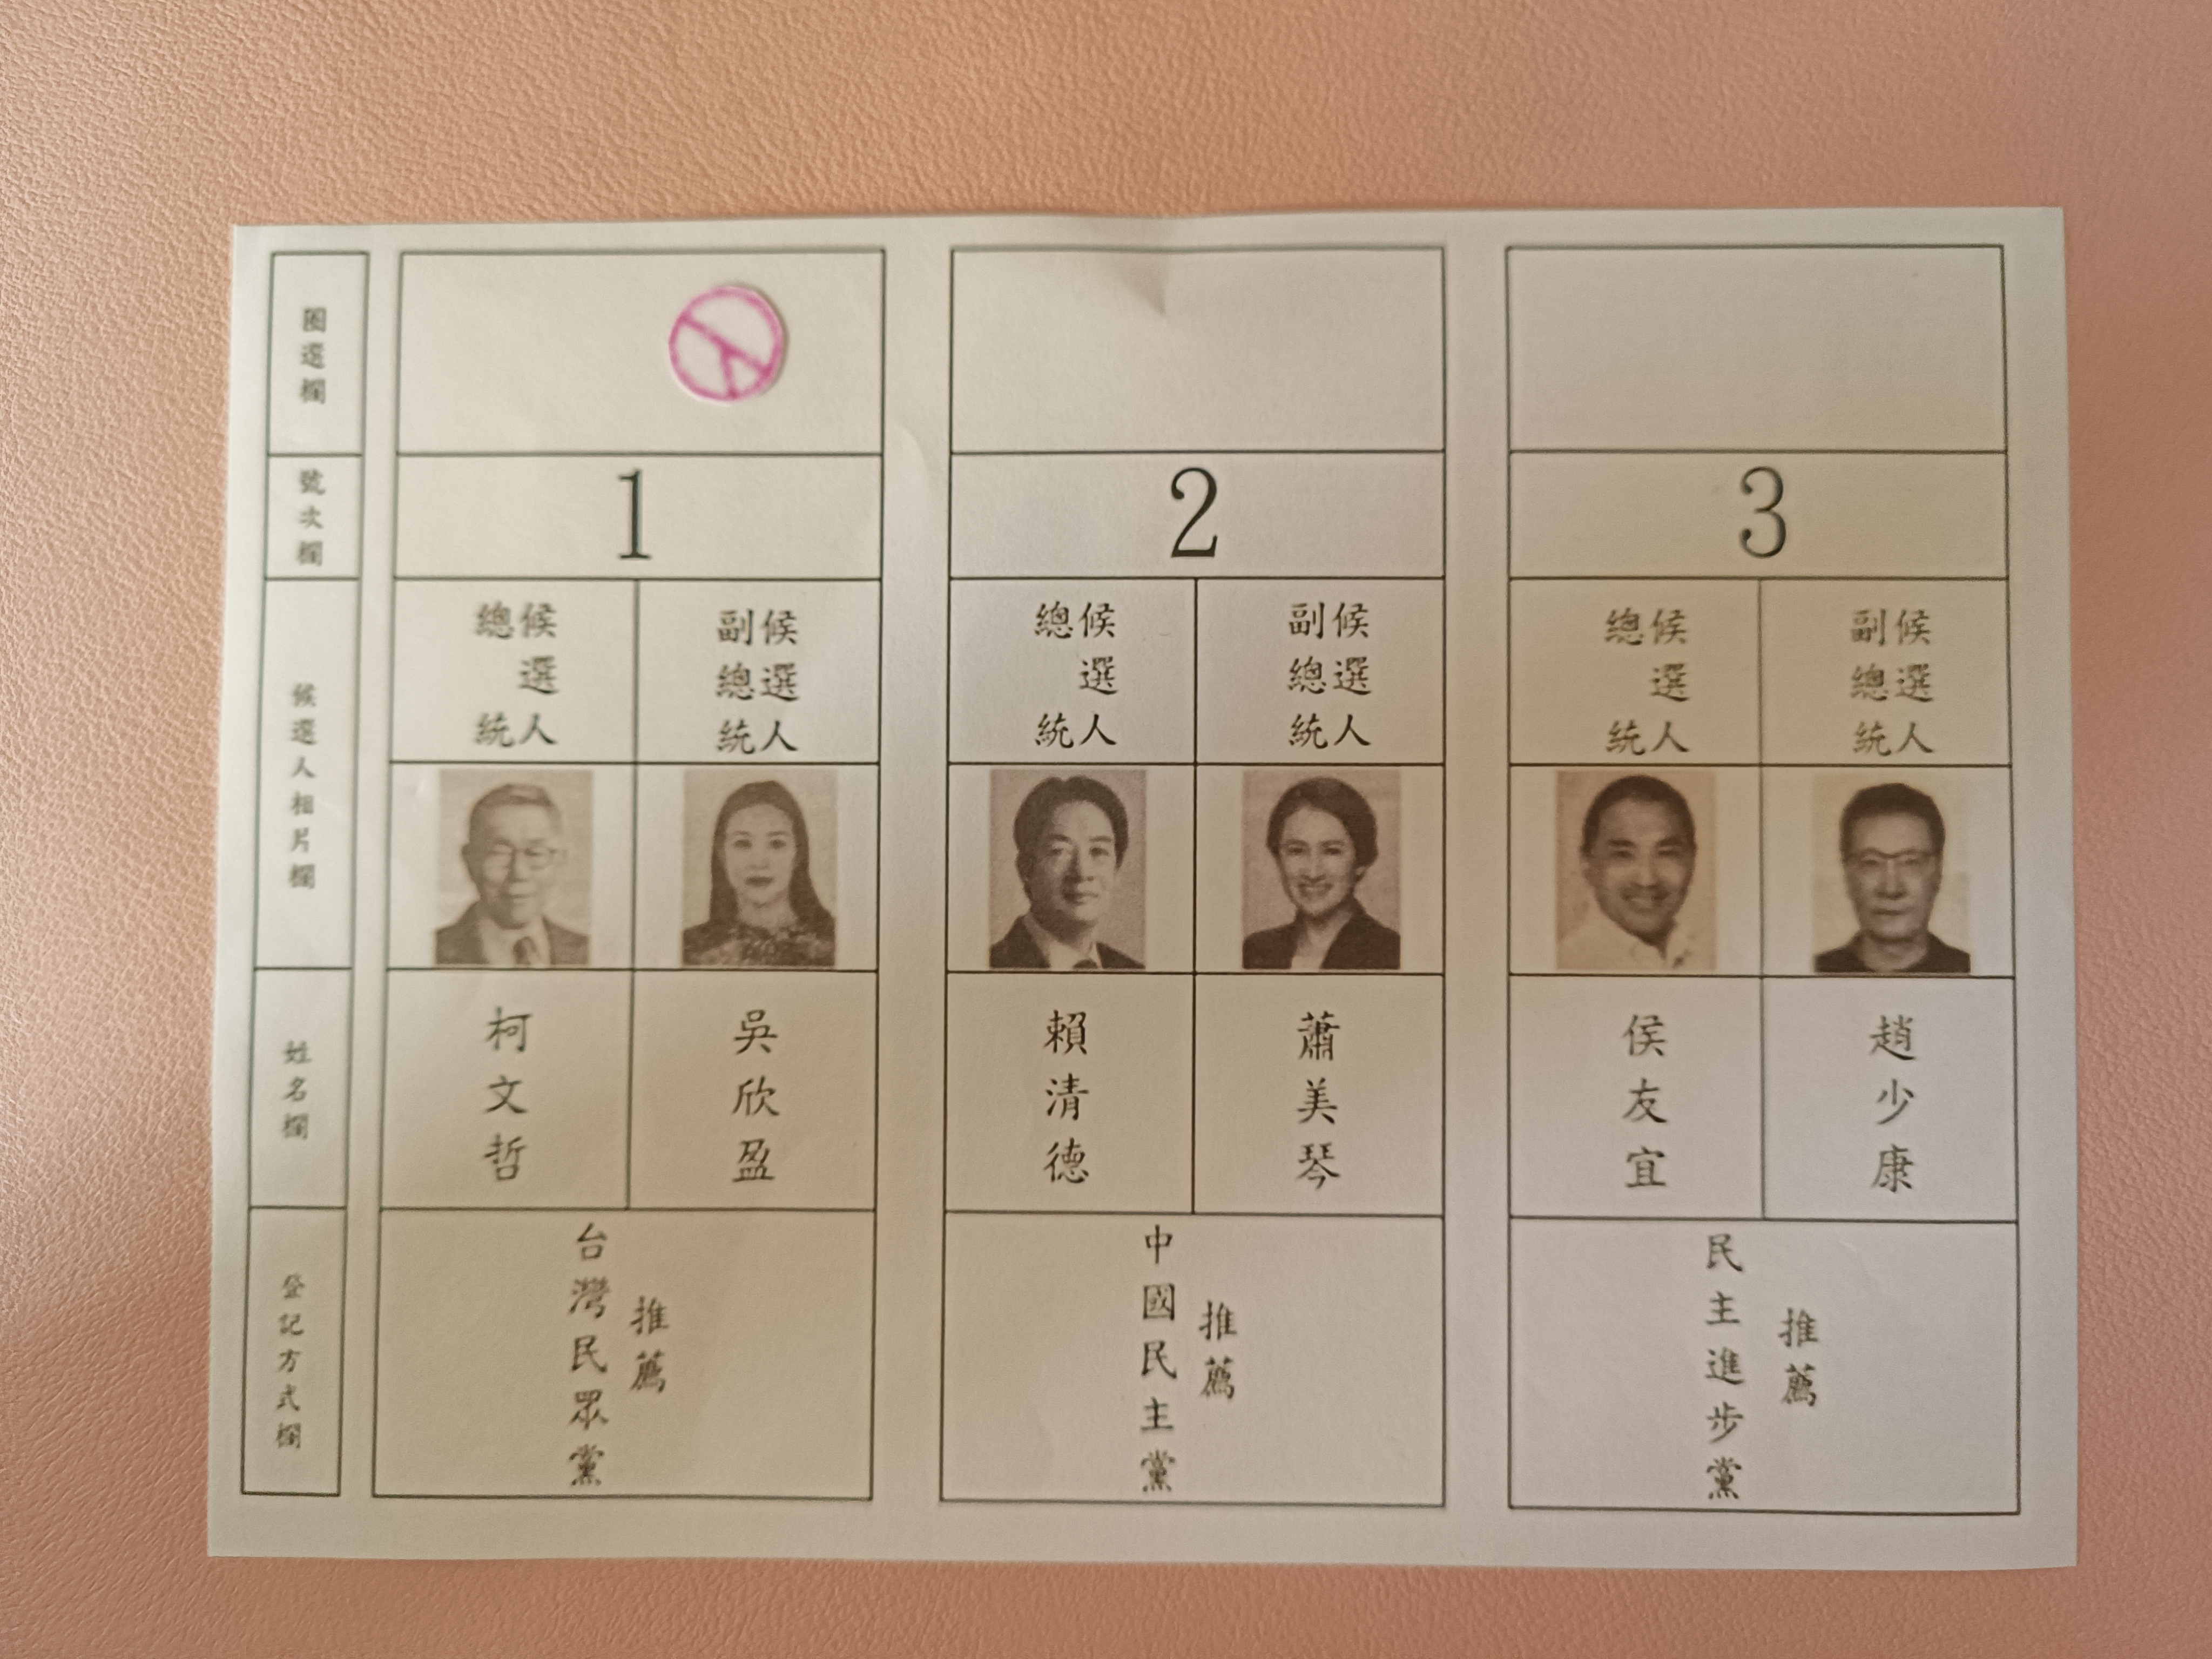 圈選欄
號次欄
候選人相片欄
姓名欄
登記方式欄
1
總統候選人
副總統候選人
柯文哲
吳欣盈
台灣民眾黨推薦
2
總統候選人
副總統候選人
賴清德
蕭美琴
中國民主黨推薦
3
總統候選人
副總統候選人
侯友宜
趙少康
民主進步黨推薦